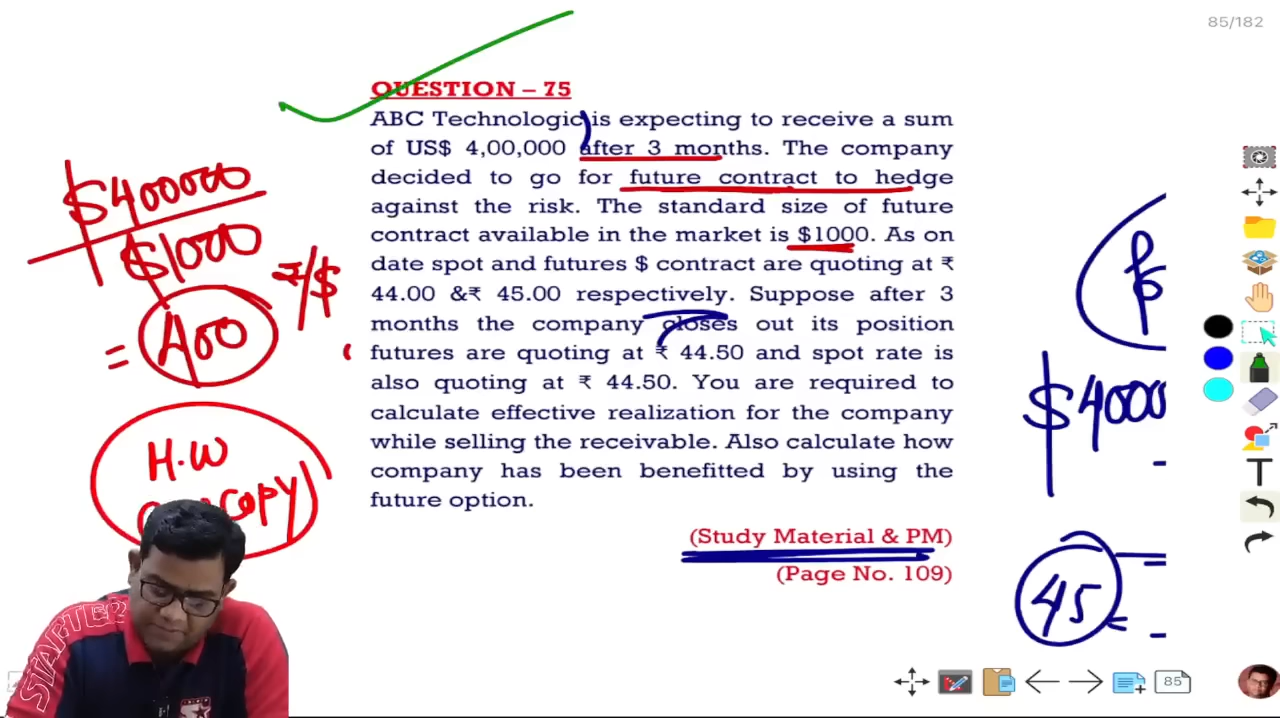 85/182
QUESTION – 75
ABC Technologic is expecting to receive a sum
of US$ 4,00,000 after 3 months. The company
decided to go for future contract to hedge
against the risk. The standard size of future
contract available in the market is $1000. As on
date spot and futures $ contract are quoting at ₹
44.00 &₹ 45.00 respectively. Suppose after 3
months the company closes out its position
futures are quoting at ₹ 44.50 and spot rate is
also quoting at ₹ 44.50. You are required to
calculate effective realization for the company
while selling the receivable. Also calculate how
company has been benefitted by using the
future option.
(Study Material & PM)
(Page No. 109)
$400000
$1000
₹/$
= 400
H.W
copy
$4000
45
=
STARTER
T
85